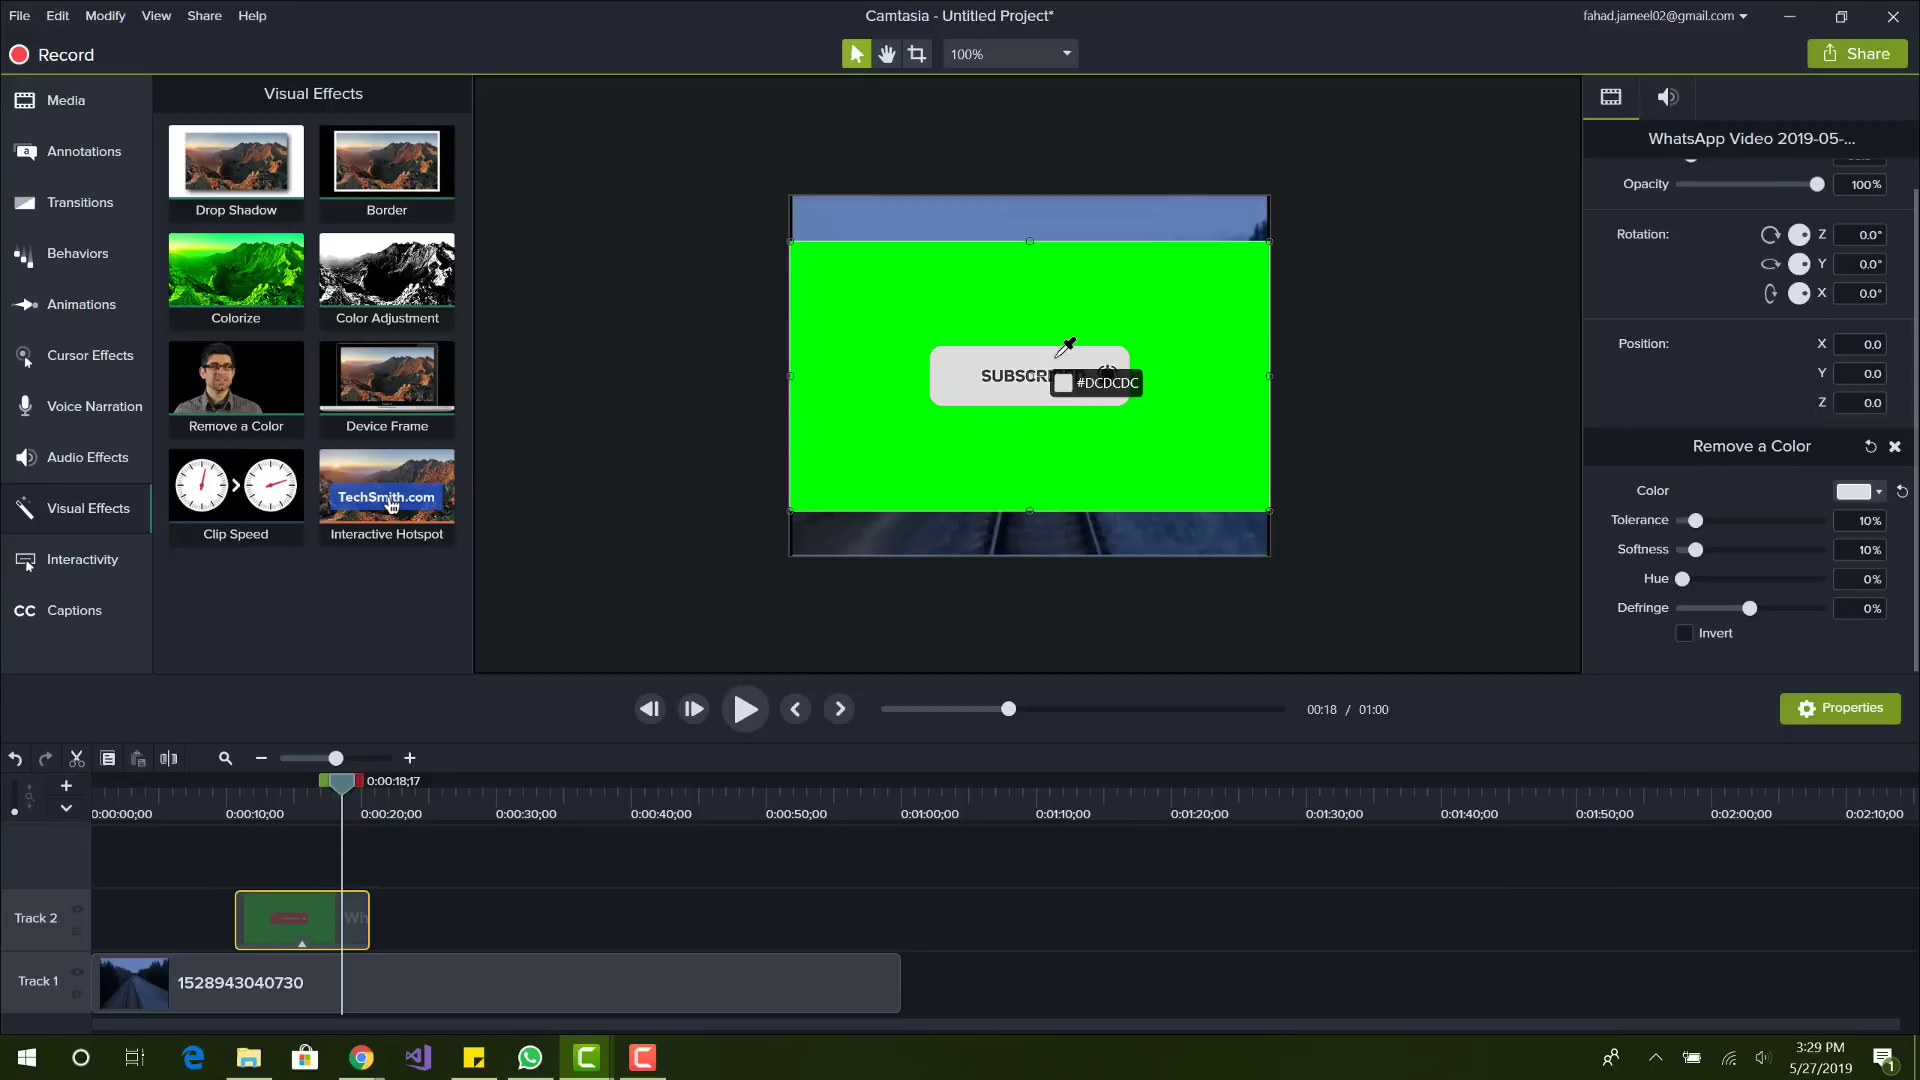 File Edit Modify View Share Help
Camtasia - Untitled Project*
fahad.jameel02@gmail.com
Record
100%
Share
Media
Annotations
Transitions
Behaviors
Animations
Cursor Effects
Voice Narration
Audio Effects
Visual Effects
Interactivity
CC Captions
Visual Effects
Drop Shadow
Border
Colorize
Color Adjustment
Remove a Color
Device Frame
Clip Speed
TechSmith.com
Interactive Hotspot
#DCDCDC
WhatsApp Video 2019-05-...
Opacity 100%
Rotation: Z 0.0°
Y 0.0°
X 0.0°
Position: X 0.0
Y 0.0
Z 0.0
Remove a Color
Color
Tolerance 10%
Softness 10%
Hue 0%
Defringe 0%
Invert
00:18 / 01:00
Properties
0:00:18;17
0:00:00;00 0:00:10;00 0:00:20;00 0:00:30;00 0:00:40;00 0:00:50;00 0:01:00;00 0:01:10;00 0:01:20;00 0:01:30;00 0:01:40;00 0:01:50;00 0:02:00;00 0:02:10;00
Track 2
Wh
Track 1
1528943040730
3:29 PM
5/27/2019
1